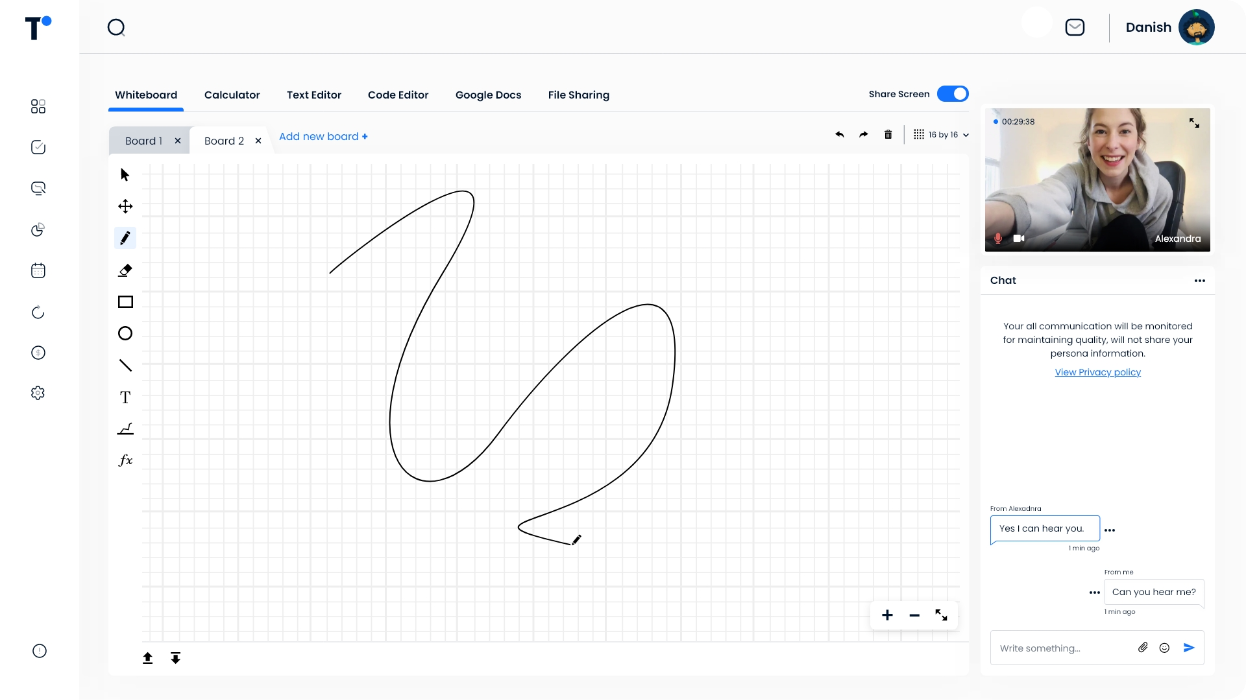 T
Danish
Whiteboard
Calculator
Text Editor
Code Editor
Google Docs
File Sharing
Share Screen
Board 1
Board 2
Add new board +
16 by 16
T
fx
00:29:38
Alexandra
Chat
Your all communication will be monitored
for maintaining quality, will not share your
persona information.
View Privacy policy
From Alexadnra
Yes I can hear you.
1 min ago
From me
Can you hear me?
1 min ago
Write something...